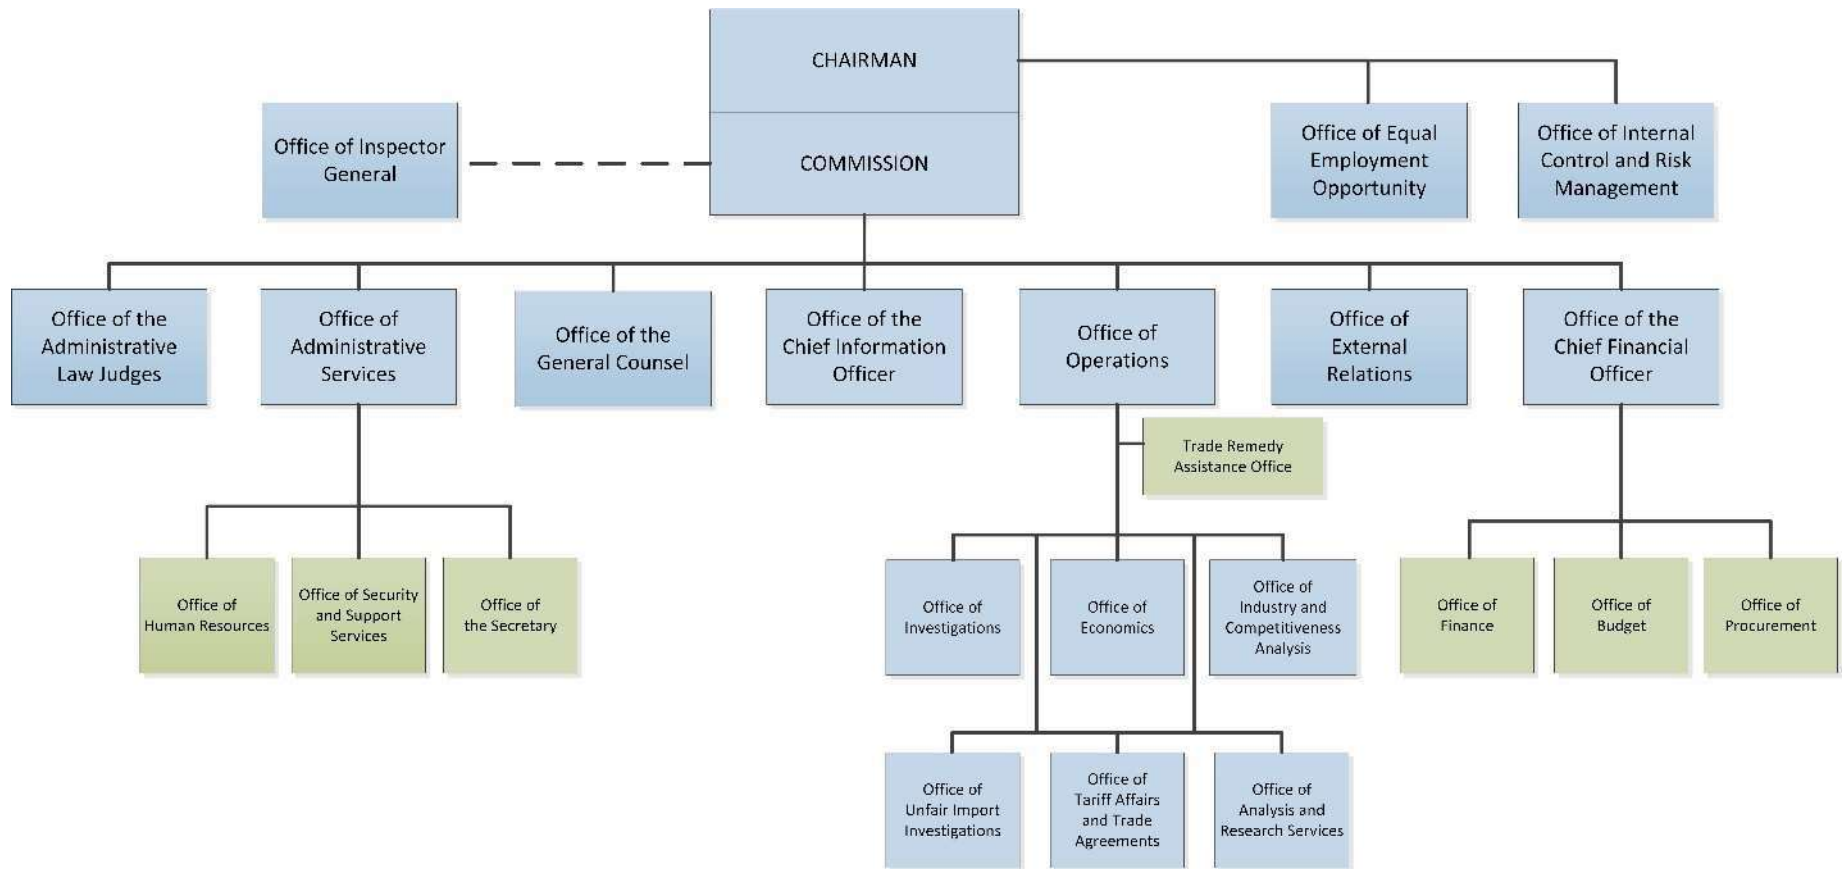 CHAIRMAN
COMMISSION
Office of Inspector
General
Office of Equal
Employment
Opportunity
Office of Internal
Control and Risk
Management
Office of the
Administrative
Law Judges
Office of
Administrative
Services
Office of the
General Counsel
Office of the
Chief Information
Officer
Office of
Operations
Office of
External
Relations
Office of the
Chief Financial
Officer
Trade Remedy
Assistance Office
Office of
Human Resources
Office of Security
and Support
Services
Office of
the Secretary
Office of
Investigations
Office of
Economics
Office of
Industry and
Competitiveness
Analysis
Office of
Finance
Office of
Budget
Office of
Procurement
Office of
Unfair Import
Investigations
Office of
Tariff Affairs
and Trade
Agreements
Office of
Analysis and
Research Services